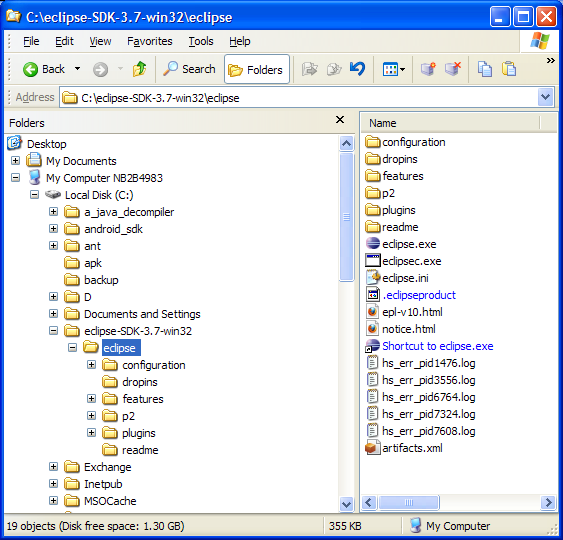 C:\eclipse-SDK-3.7-win32\eclipse
File Edit View Favorites Tools Help
Back Search Folders
Address C:\eclipse-SDK-3.7-win32\eclipse
Folders
Desktop
My Documents
My Computer NB2B4983
Local Disk (C:)
a_java_decompiler
android_sdk
ant
apk
backup
D
Documents and Settings
eclipse-SDK-3.7-win32
eclipse
configuration
dropins
features
p2
plugins
readme
Exchange
Inetpub
MSOCache
Name
configuration
dropins
features
p2
plugins
readme
eclipse.exe
eclipsec.exe
eclipse.ini
.eclipseproduct
epl-v10.html
notice.html
Shortcut to eclipse.exe
hs_err_pid1476.log
hs_err_pid3556.log
hs_err_pid6764.log
hs_err_pid7324.log
hs_err_pid7608.log
artifacts.xml
19 objects (Disk free space: 1.30 GB) 355 KB My Computer